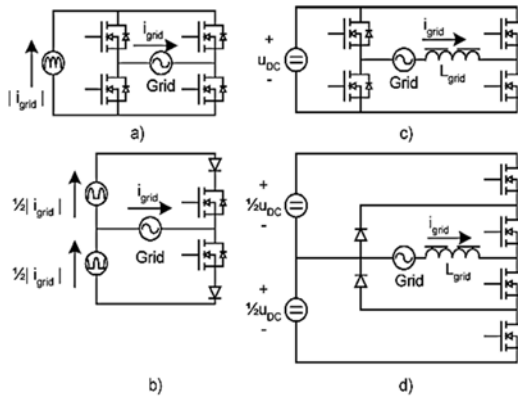 i_grid
| i_grid |
Grid
a)
+
u_DC
-
i_grid
Grid
L_grid
c)
½| i_grid |
i_grid
Grid
½| i_grid |
b)
+
½u_DC
-
i_grid
Grid
L_grid
+
½u_DC
-
d)